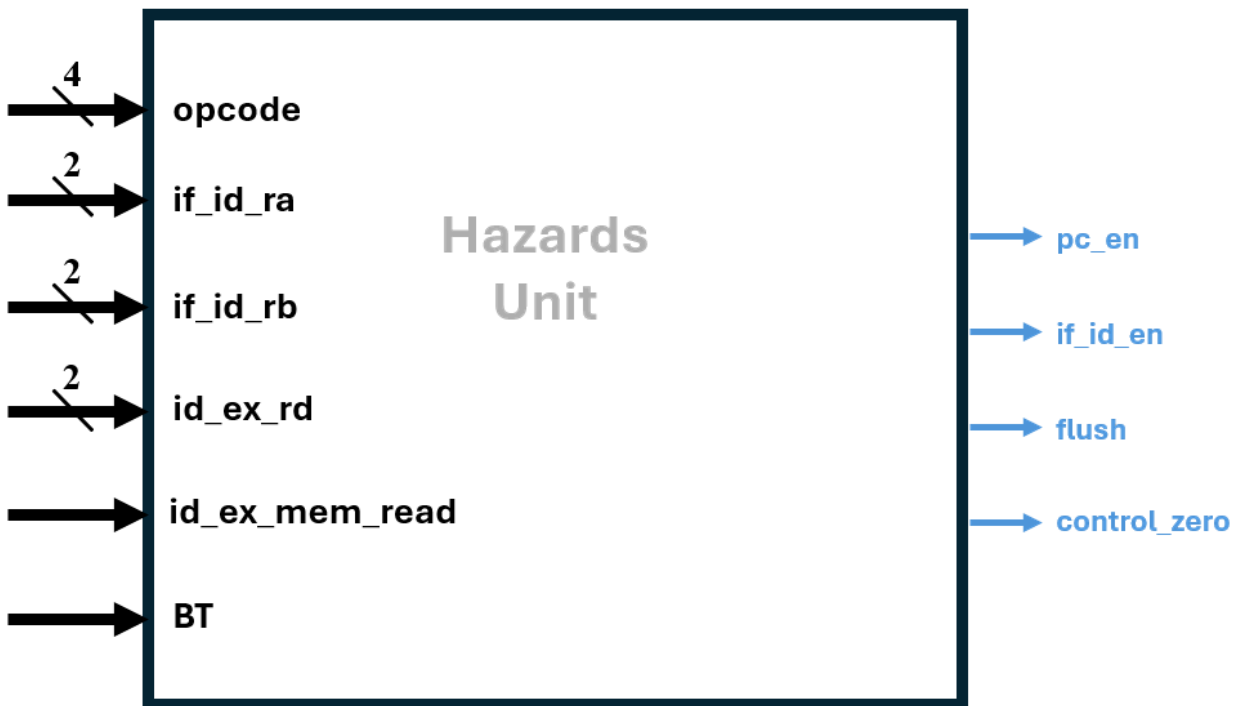 4
opcode
2
if_id_ra
2
if_id_rb
2
id_ex_rd
id_ex_mem_read
BT
Hazards
Unit
pc_en
if_id_en
flush
control_zero